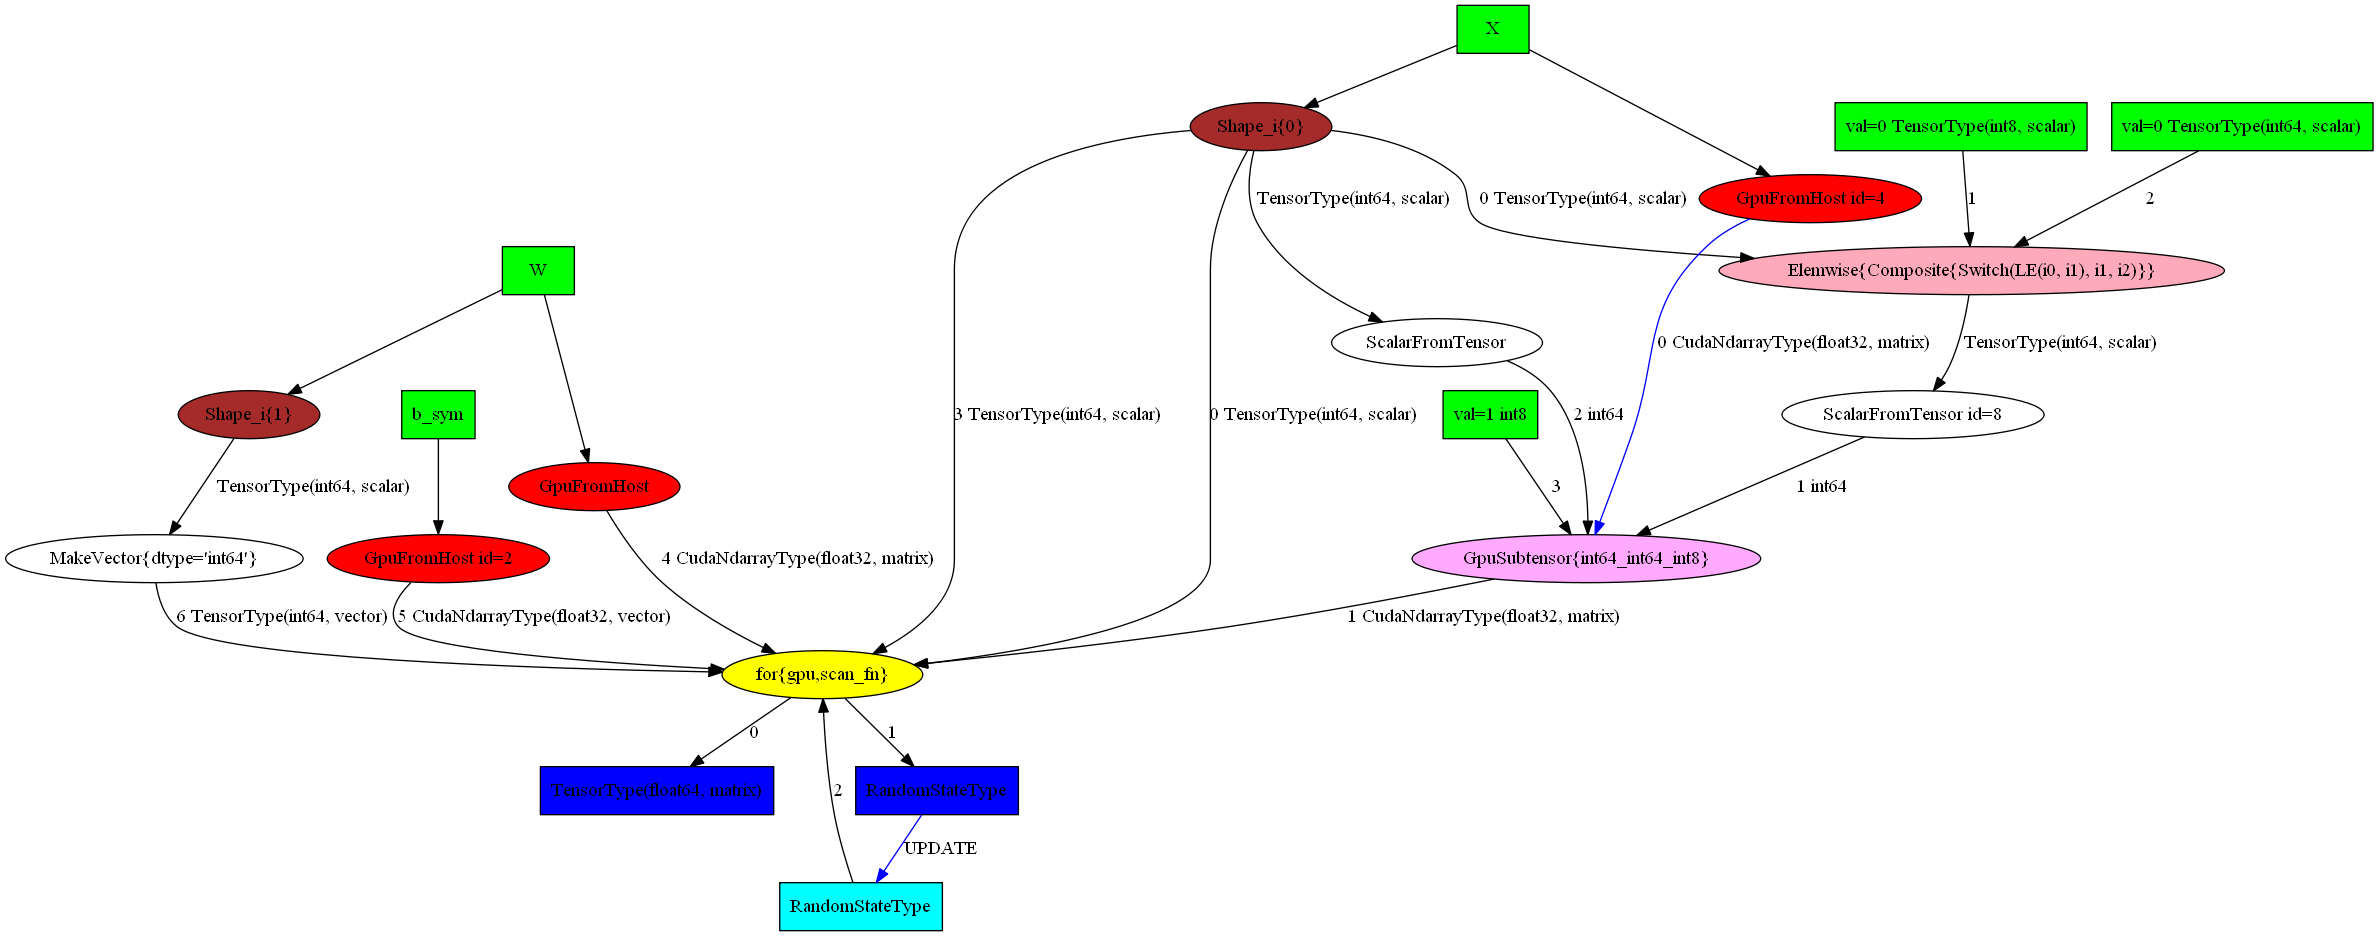 X
Shape_i{0}
val=0 TensorType(int8, scalar)
val=0 TensorType(int64, scalar)
TensorType(int64, scalar)
0 TensorType(int64, scalar)
GpuFromHost id=4
1
2
W
Elemwise{Composite{Switch(LE(i0, i1), i1, i2)}}
ScalarFromTensor
0 CudaNdarrayType(float32, matrix)
TensorType(int64, scalar)
Shape_i{1}
b_sym
3 TensorType(int64, scalar)
0 TensorType(int64, scalar)
val=1 int8
2 int64
ScalarFromTensor id=8
TensorType(int64, scalar)
GpuFromHost
3
1 int64
MakeVector{dtype='int64'}
GpuFromHost id=2
4 CudaNdarrayType(float32, matrix)
GpuSubtensor{int64_int64_int8}
6 TensorType(int64, vector)
5 CudaNdarrayType(float32, vector)
1 CudaNdarrayType(float32, matrix)
for{gpu,scan_fn}
0
1
TensorType(float64, matrix)
2
RandomStateType
UPDATE
RandomStateType